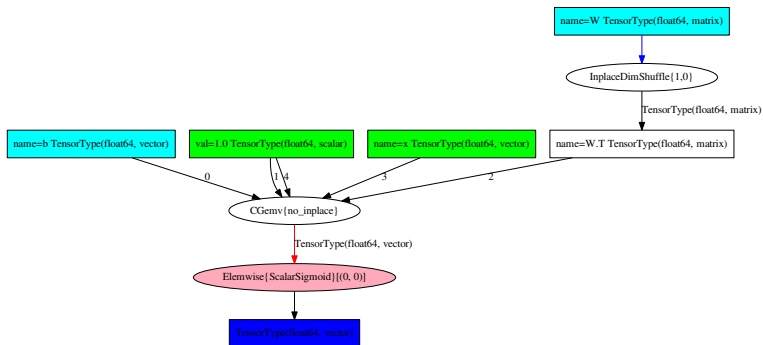 name=W TensorType(float64, matrix)
InplaceDimShuffle{1,0}
TensorType(float64, matrix)
name=b TensorType(float64, vector)
val=1.0 TensorType(float64, scalar)
name=x TensorType(float64, vector)
name=W.T TensorType(float64, matrix)
0
1
4
3
2
CGemv{no_inplace}
TensorType(float64, vector)
Elemwise{ScalarSigmoid}[(0, 0)]
TensorType(float64, vector)